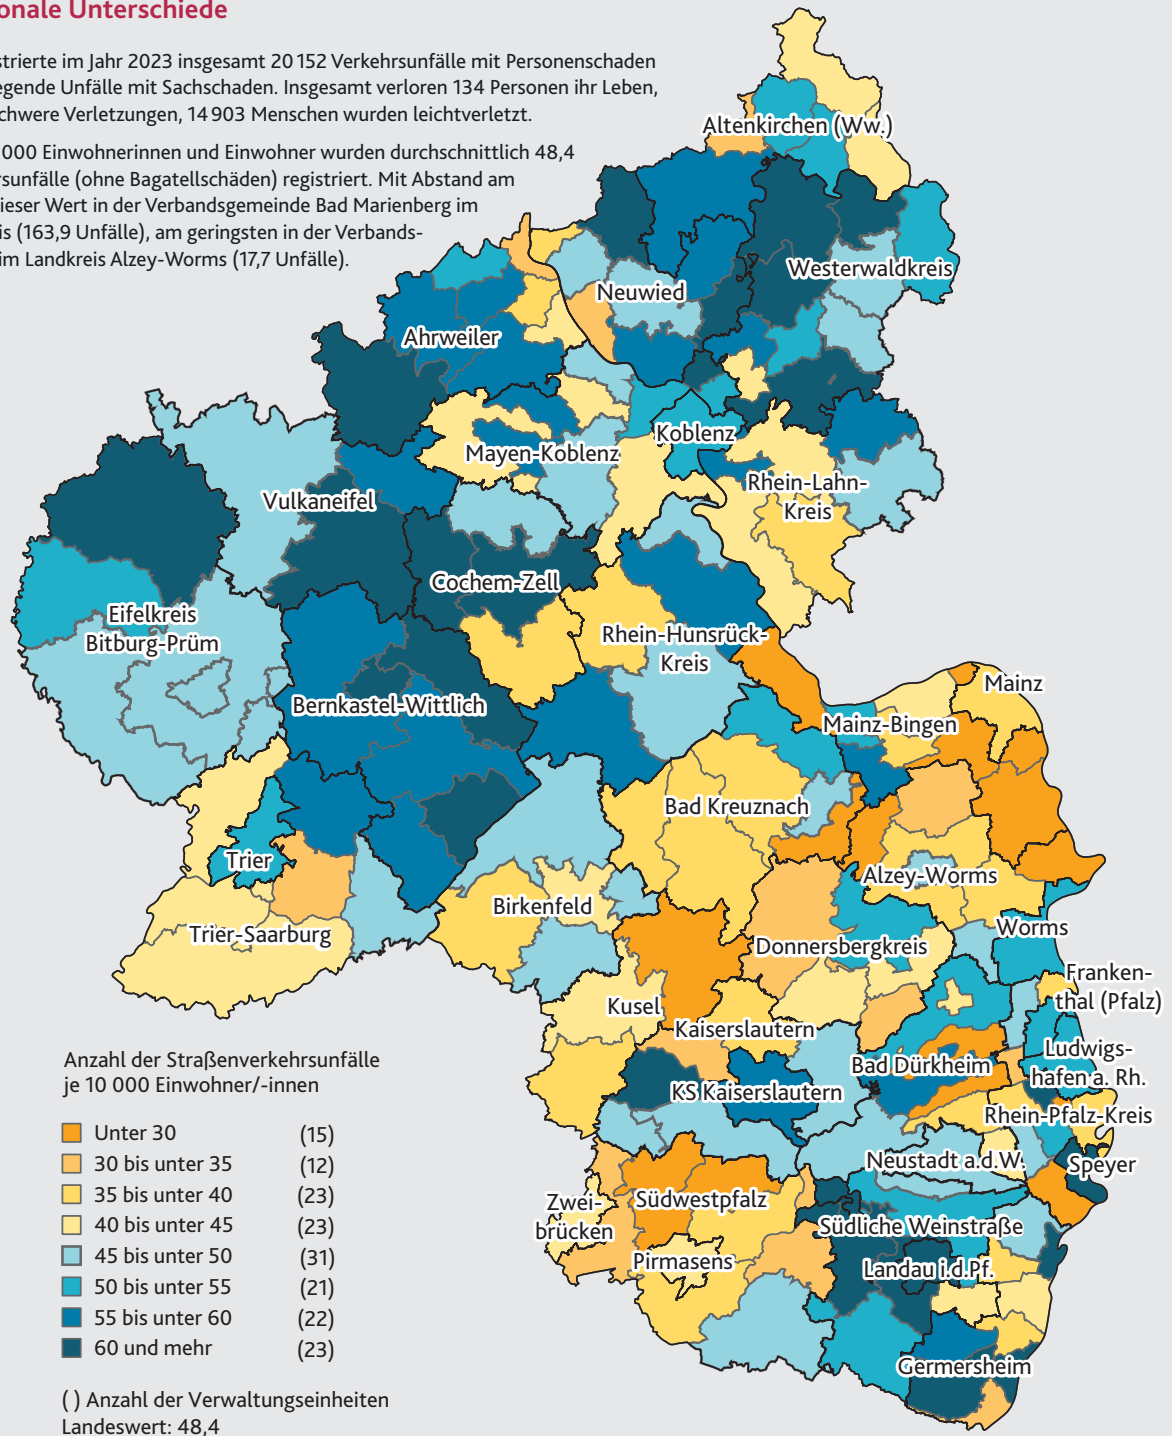 onale Unterschiede
strierte im Jahr 2023 insgesamt 20 152 Verkehrsunfälle mit Personenschaden
egende Unfälle mit Sachschaden. Insgesamt verloren 134 Personen ihr Leben,
chwere Verletzungen, 14 903 Menschen wurden leichtverletzt.
000 Einwohnerinnen und Einwohner wurden durchschnittlich 48,4
rsunfälle (ohne Bagatellschäden) registriert. Mit Abstand am
ieser Wert in der Verbandsgemeinde Bad Marienberg im
is (163,9 Unfälle), am geringsten in der Verbands-
im Landkreis Alzey-Worms (17,7 Unfälle).
Altenkirchen (Ww.)
Westerwaldkreis
Neuwied
Ahrweiler
Koblenz
Mayen-Koblenz
Rhein-Lahn-
Kreis
Vulkaneifel
Cochem-Zell
Eifelkreis
Bitburg-Prüm
Rhein-Hunsrück-
Kreis
Mainz
Bernkastel-Wittlich
Mainz-Bingen
Bad Kreuznach
Trier
Alzey-Worms
Birkenfeld
Worms
Trier-Saarburg
Donnersbergkreis
Franken-
thal (Pfalz)
Kusel
Kaiserslautern
Ludwigs-
hafen a. Rh.
Bad Dürkheim
KS Kaiserslautern
Rhein-Pfalz-Kreis
Neustadt a.d.W.
Speyer
Zwei-
brücken
Südwestpfalz
Südliche Weinstraße
Pirmasens
Landau i.d.Pf.
Germersheim
Anzahl der Straßenverkehrsunfälle
je 10 000 Einwohner/-innen
Unter 30 (15)
30 bis unter 35 (12)
35 bis unter 40 (23)
40 bis unter 45 (23)
45 bis unter 50 (31)
50 bis unter 55 (21)
55 bis unter 60 (22)
60 und mehr (23)
( ) Anzahl der Verwaltungseinheiten
Landeswert: 48,4